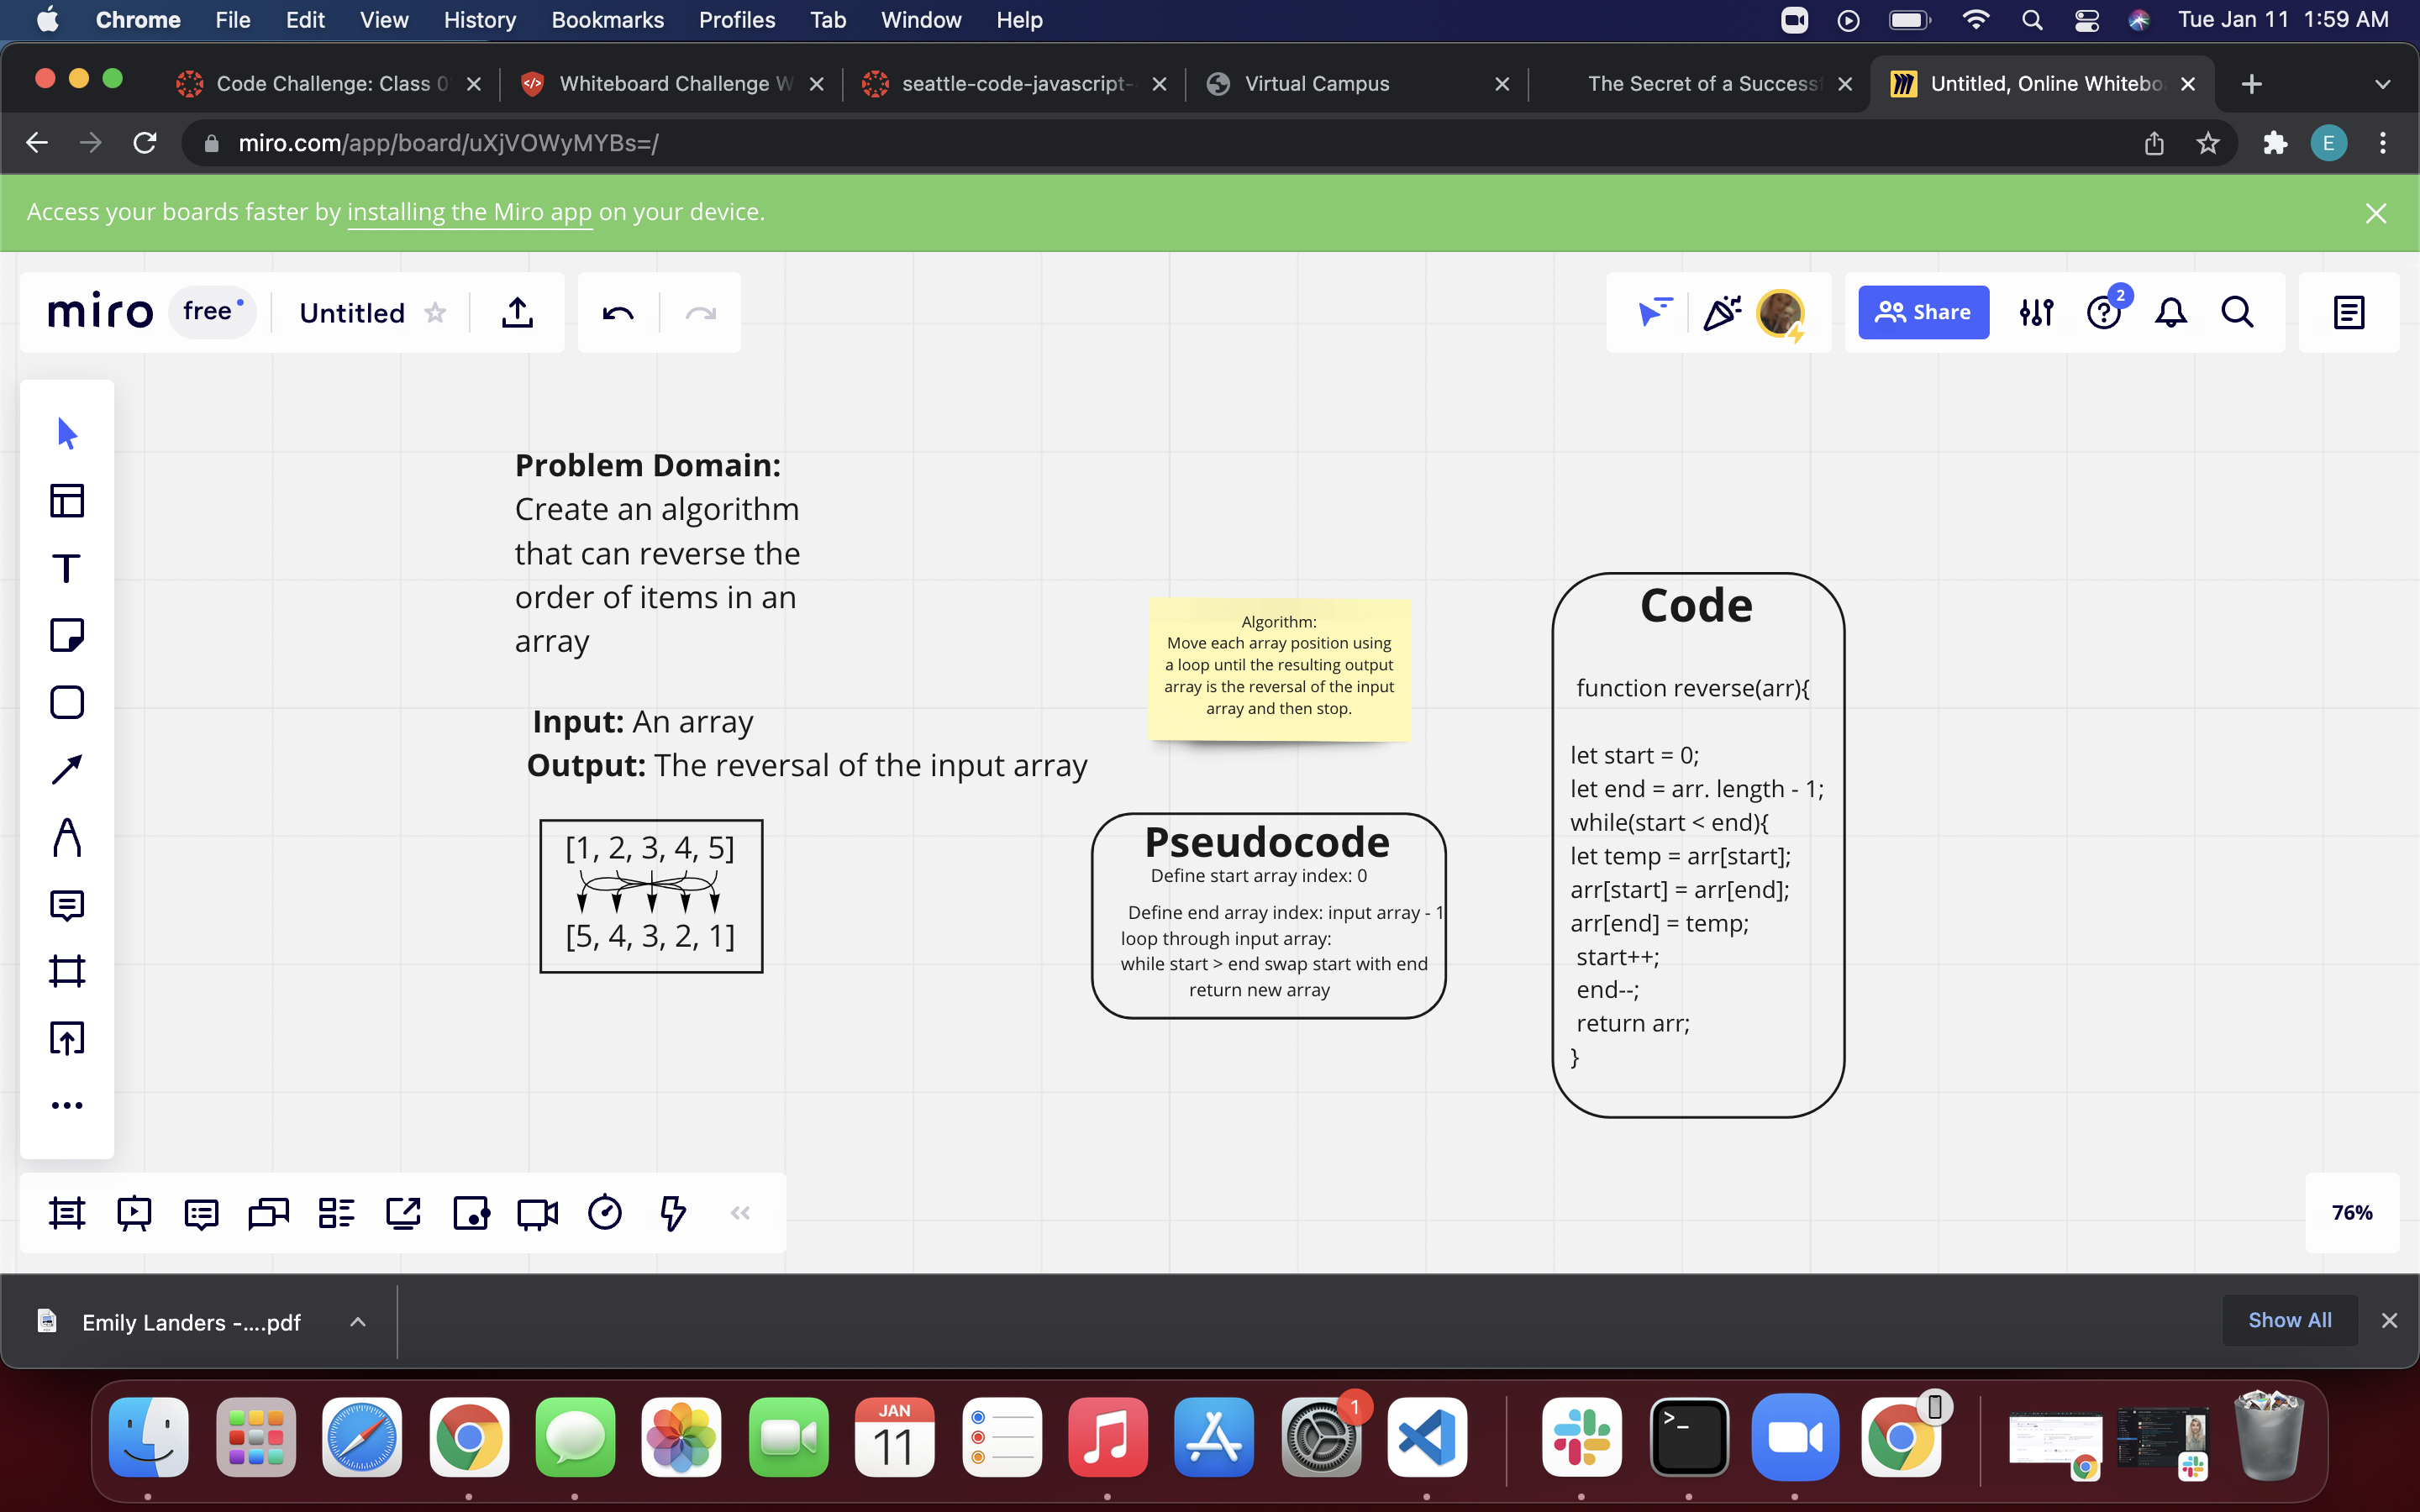 Chrome File Edit View History Bookmarks Profiles Tab Window Help Tue Jan 11 1:59 AM
Code Challenge: Class 0 Whiteboard Challenge W seattle-code-javascript- Virtual Campus The Secret of a Successf Untitled, Online Whitebo
miro.com/app/board/uXjVOWyMYBs=/ E
Access your boards faster by installing the Miro app on your device.
miro free Untitled Share 2
Problem Domain:
Create an algorithm
that can reverse the
order of items in an
array
Input: An array
Output: The reversal of the input array
[1, 2, 3, 4, 5]
[5, 4, 3, 2, 1]
Algorithm:
Move each array position using
a loop until the resulting output
array is the reversal of the input
array and then stop.
Pseudocode
Define start array index: 0
Define end array index: input array - 1
loop through input array:
while start > end swap start with end
return new array
Code
function reverse(arr){
let start = 0;
let end = arr. length - 1;
while(start < end){
let temp = arr[start];
arr[start] = arr[end];
arr[end] = temp;
start++;
end--;
return arr;
}
76%
Emily Landers -....pdf Show All
JAN
11
1
>_